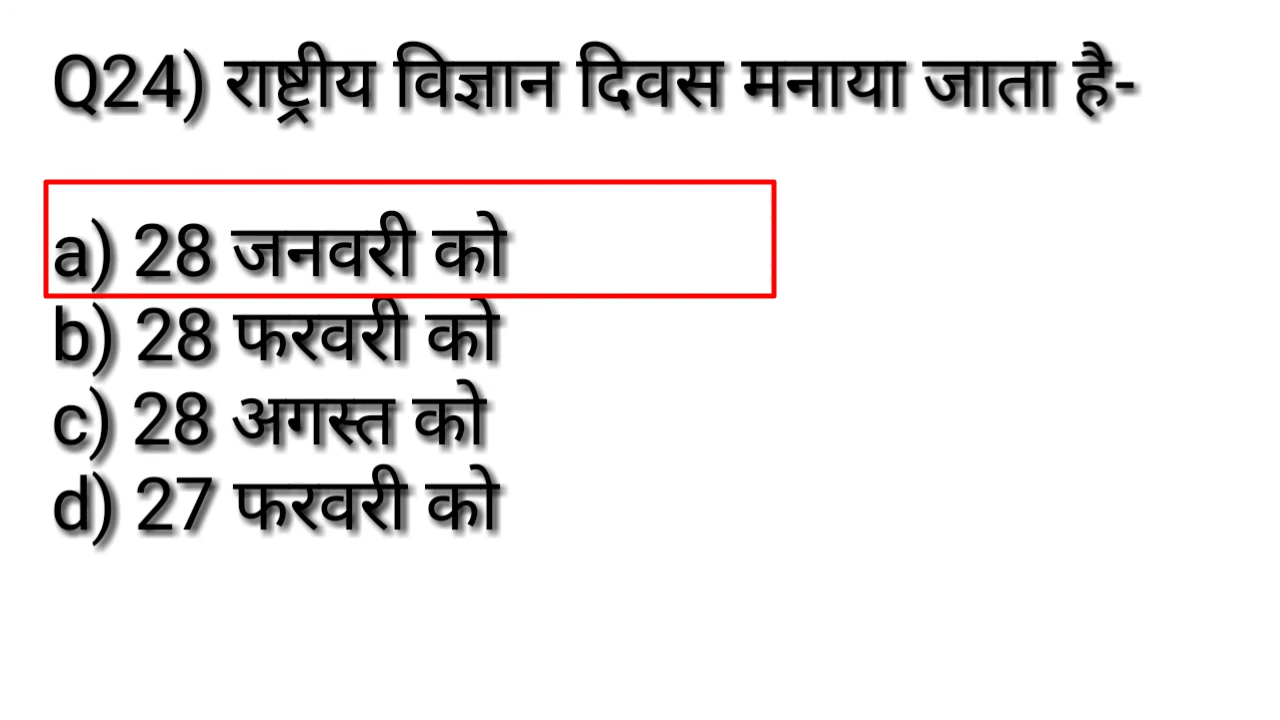 Q24) राष्ट्रीय विज्ञान दिवस मनाया जाता है-
a) 28 जनवरी को
b) 28 फरवरी को
c) 28 अगस्त को
d) 27 फरवरी को